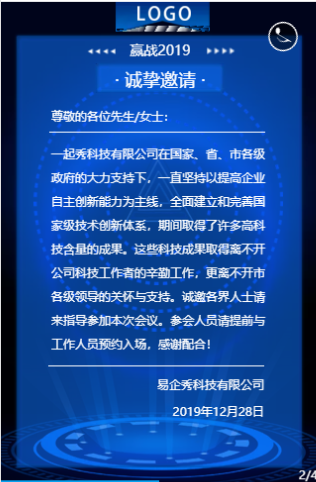 LOGO
赢战2019
·诚挚邀请·
尊敬的各位先生/女士：
一起秀科技有限公司在国家、省、市各级
政府的大力支持下，一直坚持以提高企业
自主创新能力为主线，全面建立和完善国
家级技术创新体系，期间取得了许多高科
技含量的成果。这些科技成果取得离不开
公司科技工作者的辛勤工作，更离不开市
各级领导的关怀与支持。诚邀各界人士请
来指导参加本次会议。参会人员请提前与
工作人员预约入场，感谢配合！
易企秀科技有限公司
2019年12月28日
2/4